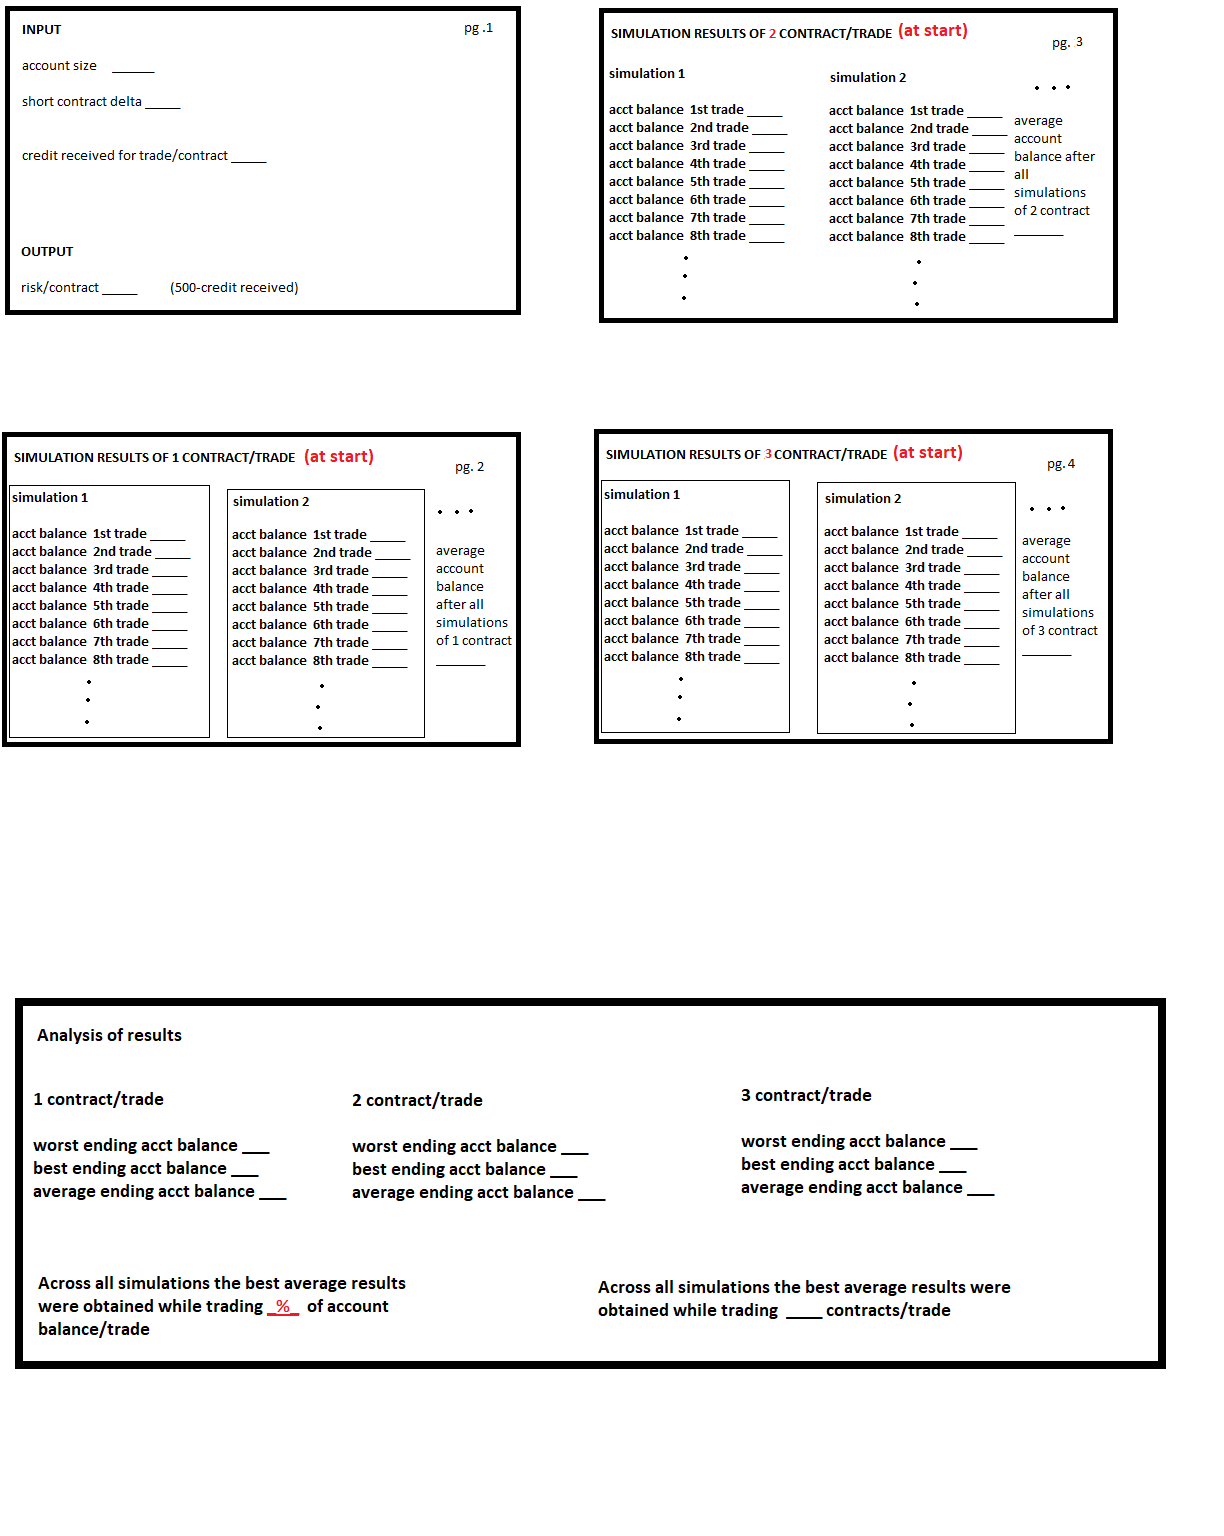 INPUT
pg .1
account size ______
short contract delta _____
credit received for trade/contract _____
OUTPUT
risk/contract _____ (500-credit received)
SIMULATION RESULTS OF 2 CONTRACT/TRADE (at start)
pg. 3
simulation 1
acct balance 1st trade _____
acct balance 2nd trade _____
acct balance 3rd trade _____
acct balance 4th trade _____
acct balance 5th trade _____
acct balance 6th trade _____
acct balance 7th trade _____
acct balance 8th trade _____
simulation 2
acct balance 1st trade _____
acct balance 2nd trade _____
acct balance 3rd trade _____
acct balance 4th trade _____
acct balance 5th trade _____
acct balance 6th trade _____
acct balance 7th trade _____
acct balance 8th trade _____
. . .
average
account
balance after
all
simulations
of 2 contract
_______
SIMULATION RESULTS OF 1 CONTRACT/TRADE (at start)
pg. 2
simulation 1
acct balance 1st trade _____
acct balance 2nd trade _____
acct balance 3rd trade _____
acct balance 4th trade _____
acct balance 5th trade _____
acct balance 6th trade _____
acct balance 7th trade _____
acct balance 8th trade _____
simulation 2
acct balance 1st trade _____
acct balance 2nd trade _____
acct balance 3rd trade _____
acct balance 4th trade _____
acct balance 5th trade _____
acct balance 6th trade _____
acct balance 7th trade _____
acct balance 8th trade _____
. . .
average
account
balance
after all
simulations
of 1 contract
_______
SIMULATION RESULTS OF 3 CONTRACT/TRADE (at start)
pg. 4
simulation 1
acct balance 1st trade _____
acct balance 2nd trade _____
acct balance 3rd trade _____
acct balance 4th trade _____
acct balance 5th trade _____
acct balance 6th trade _____
acct balance 7th trade _____
acct balance 8th trade _____
simulation 2
acct balance 1st trade _____
acct balance 2nd trade _____
acct balance 3rd trade _____
acct balance 4th trade _____
acct balance 5th trade _____
acct balance 6th trade _____
acct balance 7th trade _____
acct balance 8th trade _____
. . .
average
account
balance
after all
simulations
of 3 contract
_______
Analysis of results
1 contract/trade
worst ending acct balance ___
best ending acct balance ___
average ending acct balance ___
2 contract/trade
worst ending acct balance ___
best ending acct balance ___
average ending acct balance ___
3 contract/trade
worst ending acct balance ___
best ending acct balance ___
average ending acct balance ___
Across all simulations the best average results
were obtained while trading _%_ of account
balance/trade
Across all simulations the best average results were
obtained while trading ____ contracts/trade